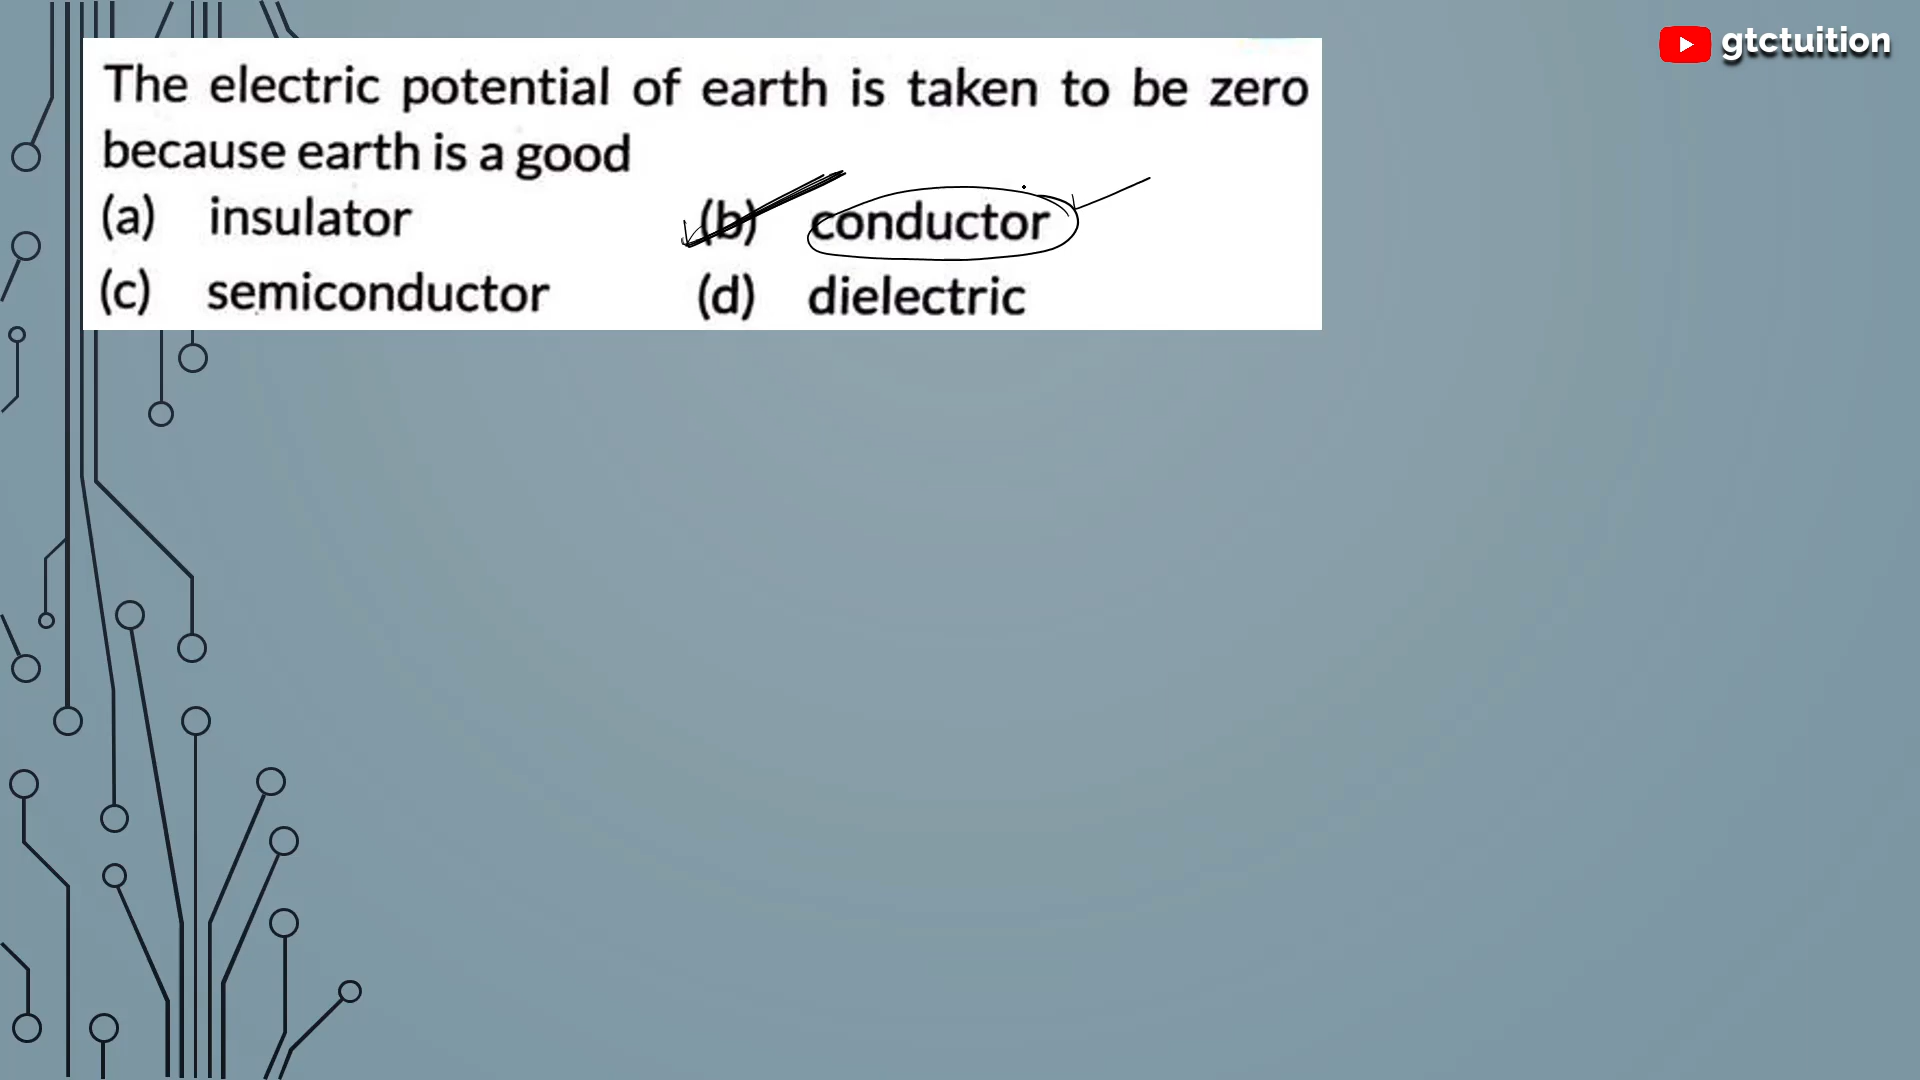 gtctuition
The electric potential of earth is taken to be zero
because earth is a good
(a) insulator (b) conductor
(c) semiconductor (d) dielectric